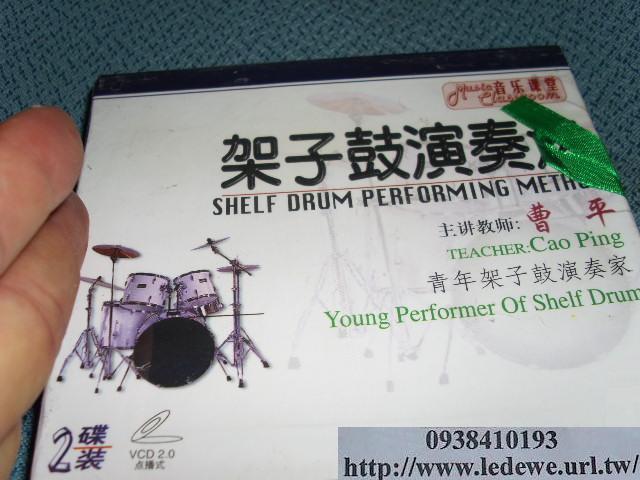 Music 音乐课堂
Classroom
架子鼓演奏
SHELF DRUM PERFORMING
主讲教师: 曹平
TEACHER:Cao Ping
青年架子鼓演奏家
Young Performer Of Shelf Drum
2碟装
VCD 2.0
点播式
0938410193
http://www.ledewe.url.tw/